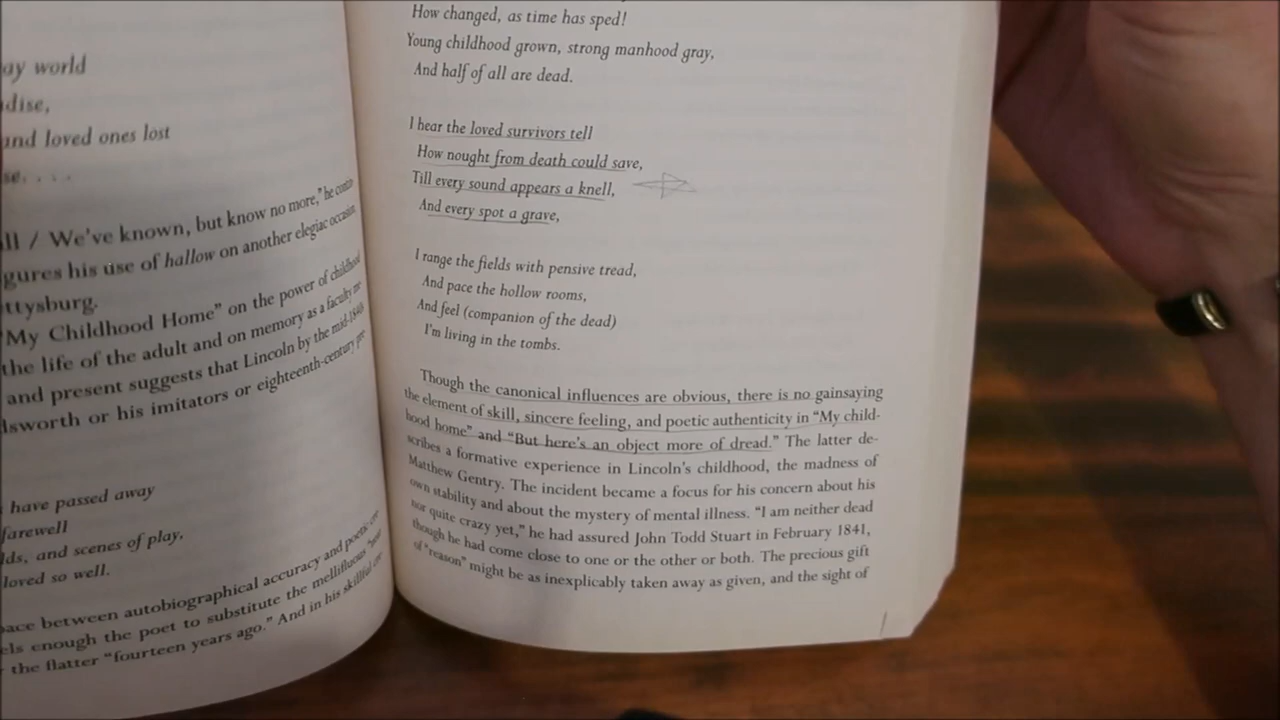 ay world
dise,
and loved ones lost
se. . . .
ll / We've known, but know no more," he
gures his use of hallow on another elegiac occasion,
ttysburg.
"My Childhood Home" on the power of childhood
the life of the adult and on memory as a faculty
and present suggests that Lincoln by the mid-1840s
dsworth or his imitators or eighteenth-century
have passed away
farewell
lds, and scenes of play,
loved so well.
pace between autobiographical accuracy and poetic
els enough the poet to substitute the mellifluous
the flatter "fourteen years ago." And in his skillful
How changed, as time has sped!
Young childhood grown, strong manhood gray,
And half of all are dead.
I hear the loved survivors tell
How nought from death could save,
Till every sound appears a knell,
And every spot a grave,
I range the fields with pensive tread,
And pace the hollow rooms,
And feel (companion of the dead)
I'm living in the tombs.
Though the canonical influences are obvious, there is no gainsaying
the element of skill, sincere feeling, and poetic authenticity in "My child-
hood home" and "But here's an object more of dread." The latter de-
scribes a formative experience in Lincoln's childhood, the madness of
Matthew Gentry. The incident became a focus for his concern about his
own stability and about the mystery of mental illness. "I am neither dead
nor quite crazy yet," he had assured John Todd Stuart in February 1841,
though he had come close to one or the other or both. The precious gift
of "reason" might be as inexplicably taken away as given, and the sight of